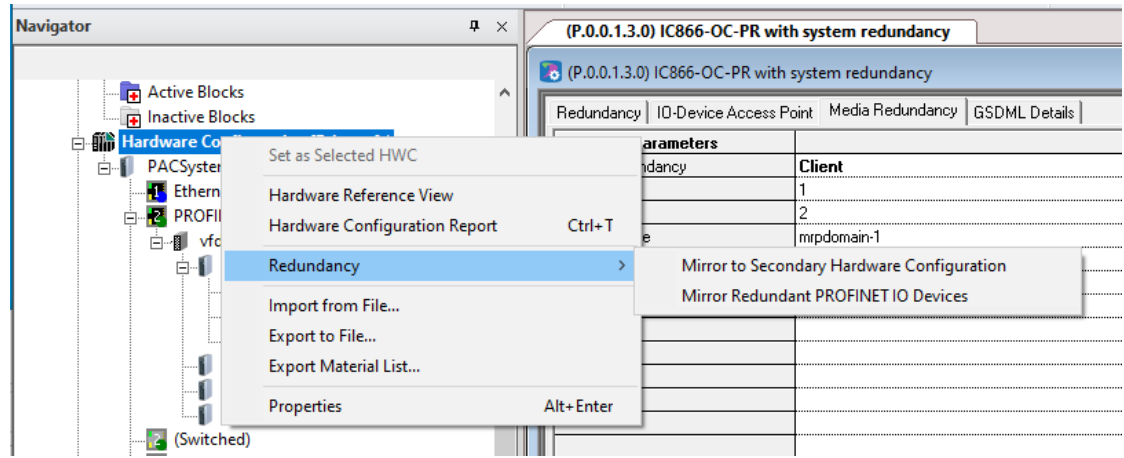 Navigator
(P.0.0.1.3.0) IC866-OC-PR with system redundancy
(P.0.0.1.3.0) IC866-OC-PR with system redundancy
Redundancy IO-Device Access Point Media Redundancy GSDML Details
Active Blocks
Inactive Blocks
Hardware Co
PACSyster
Ethern
PROFI
vfc
(Switched)
Set as Selected HWC
Hardware Reference View
Hardware Configuration Report Ctrl+T
Redundancy
Import from File...
Export to File...
Export Material List...
Properties Alt+Enter
Mirror to Secondary Hardware Configuration
Mirror Redundant PROFINET IO Devices
arameters
ndancy Client
1
2
e mrpdomain-1